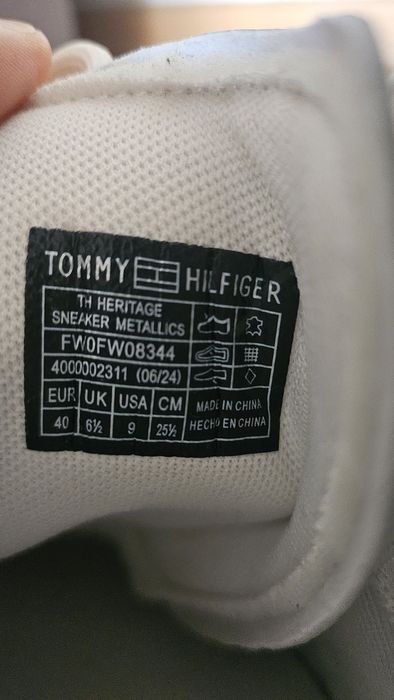 TOMMY HILFIGER
TH HERITAGE
SNEAKER METALLICS
FW0FW08344
4000002311 (06/24)
EUR UK USA CM
40 6½ 9 25½
MADE IN CHINA
HECHO EN CHINA